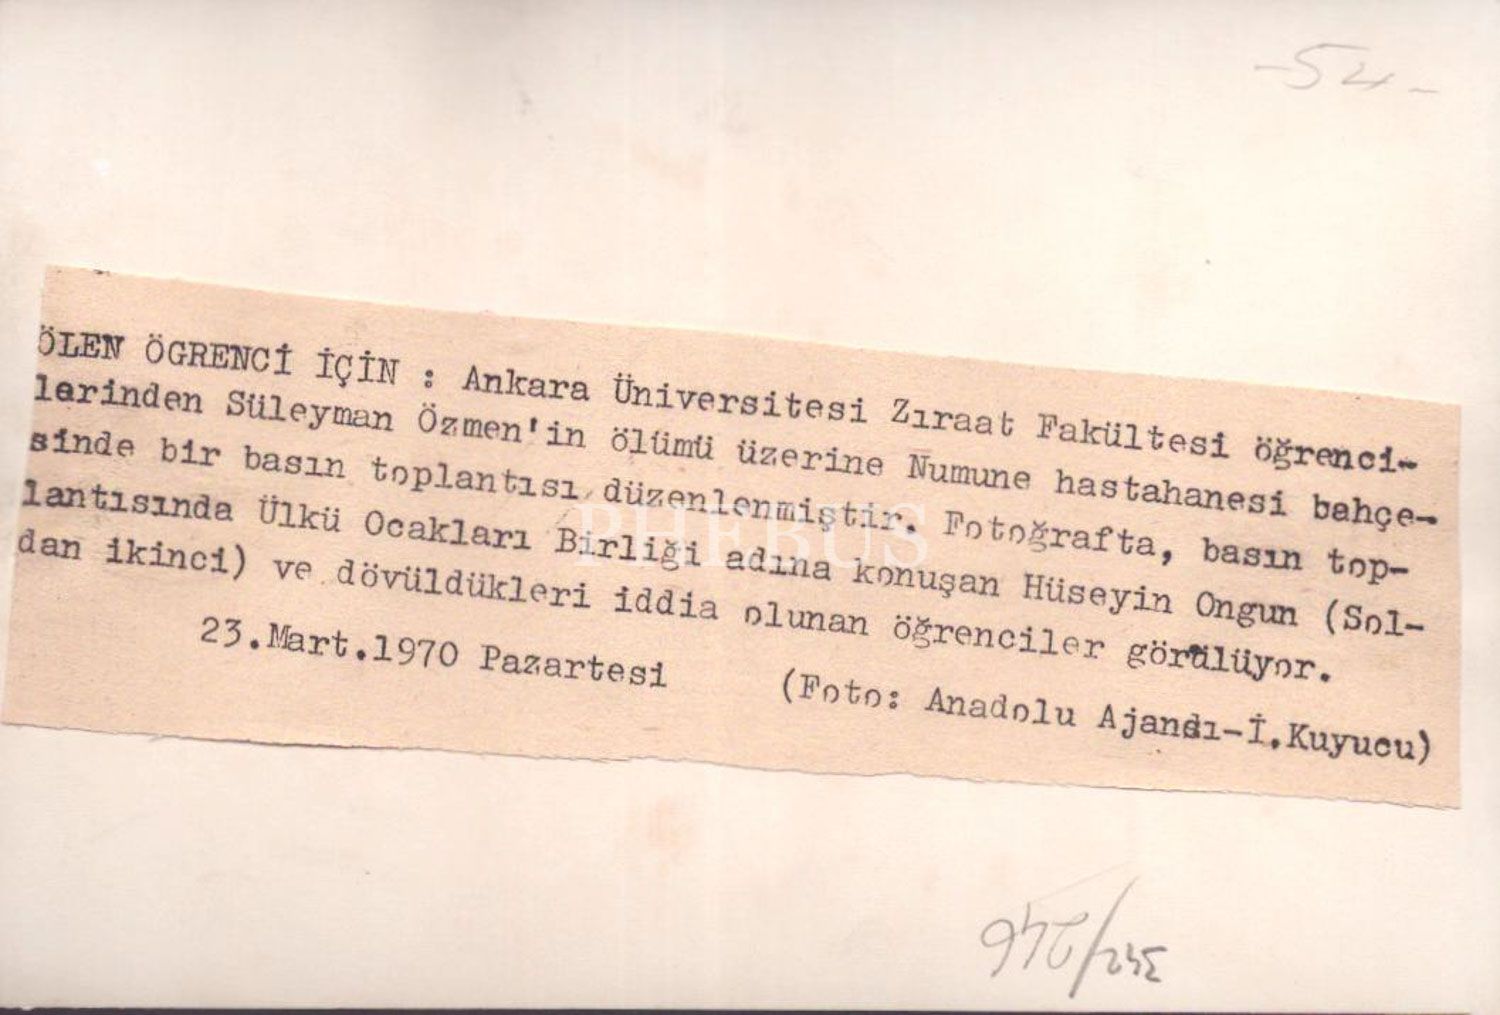 -54-
ÖLEN ÖGRENCİ İÇİN : Ankara Üniversitesi Zıraat Fakültesi öğrenci-
lerinden Süleyman Özmen'in ölümü üzerine Numune hastahanesi bahçe-
sinde bir basın toplantısı düzenlenmiştir. Fotoğrafta, basın top-
lantısında Ülkü Ocakları Birliği adına konuşan Hüseyin Ongun (Sol-
dan ikinci) ve dövüldükleri iddia olunan öğrenciler görülüyor.
23.Mart.1970 Pazartesi (Foto: Anadolu Ajansı-İ.Kuyucu)
PHEBUS